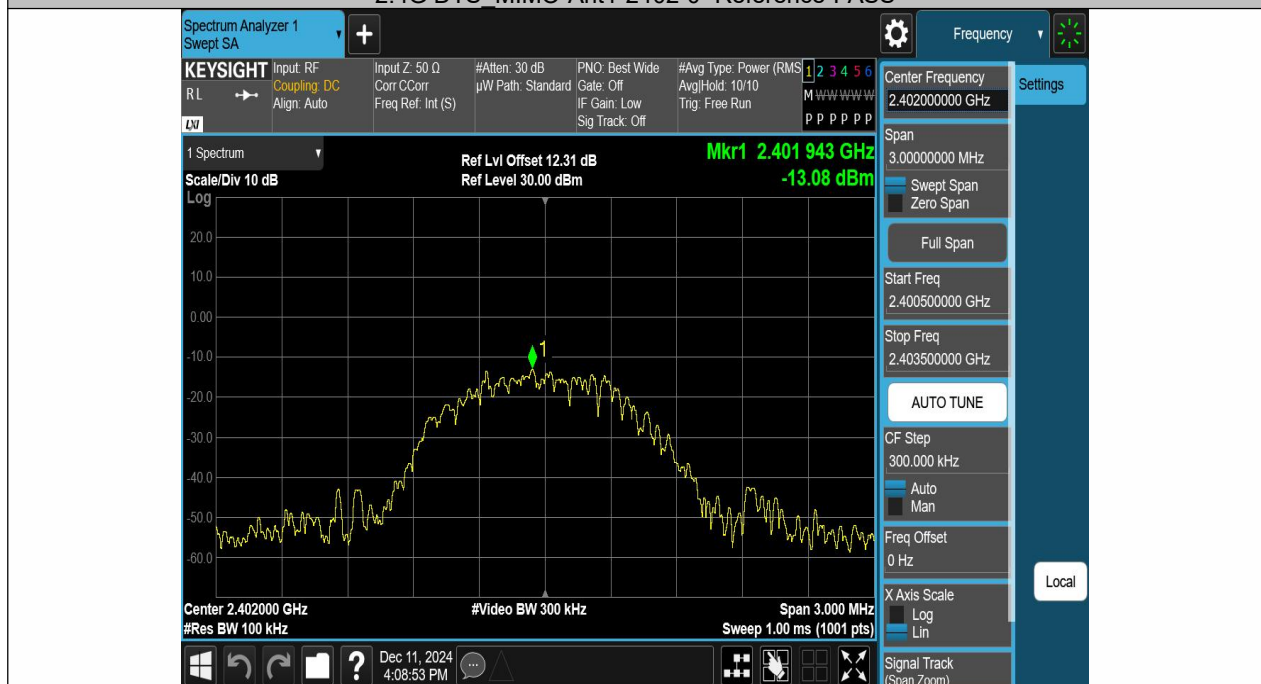 Spectrum Analyzer 1
Swept SA
Frequency
KEYSIGHT
RL
LXI
Input: RF
Coupling: DC
Align: Auto
Input Z: 50 Ω
Corr CCorr
Freq Ref: Int (S)
#Atten: 30 dB
µW Path: Standard
PNO: Best Wide
Gate: Off
IF Gain: Low
Sig Track: Off
#Avg Type: Power (RMS
Avg|Hold: 10/10
Trig: Free Run
1 2 3 4 5 6
M W W W W W
P P P P P P
1 Spectrum
Scale/Div 10 dB
Log
Ref Lvl Offset 12.31 dB
Ref Level 30.00 dBm
Mkr1 2.401 943 GHz
-13.08 dBm
20.0
10.0
0.00
-10.0
-20.0
-30.0
-40.0
-50.0
-60.0
1
Center 2.402000 GHz
#Res BW 100 kHz
#Video BW 300 kHz
Span 3.000 MHz
Sweep 1.00 ms (1001 pts)
Dec 11, 2024
4:08:53 PM
Center Frequency
2.402000000 GHz
Settings
Span
3.00000000 MHz
Swept Span
Zero Span
Full Span
Start Freq
2.400500000 GHz
Stop Freq
2.403500000 GHz
AUTO TUNE
CF Step
300.000 kHz
Auto
Man
Freq Offset
0 Hz
X Axis Scale
Log
Lin
Local
Signal Track
(Span Zoom)